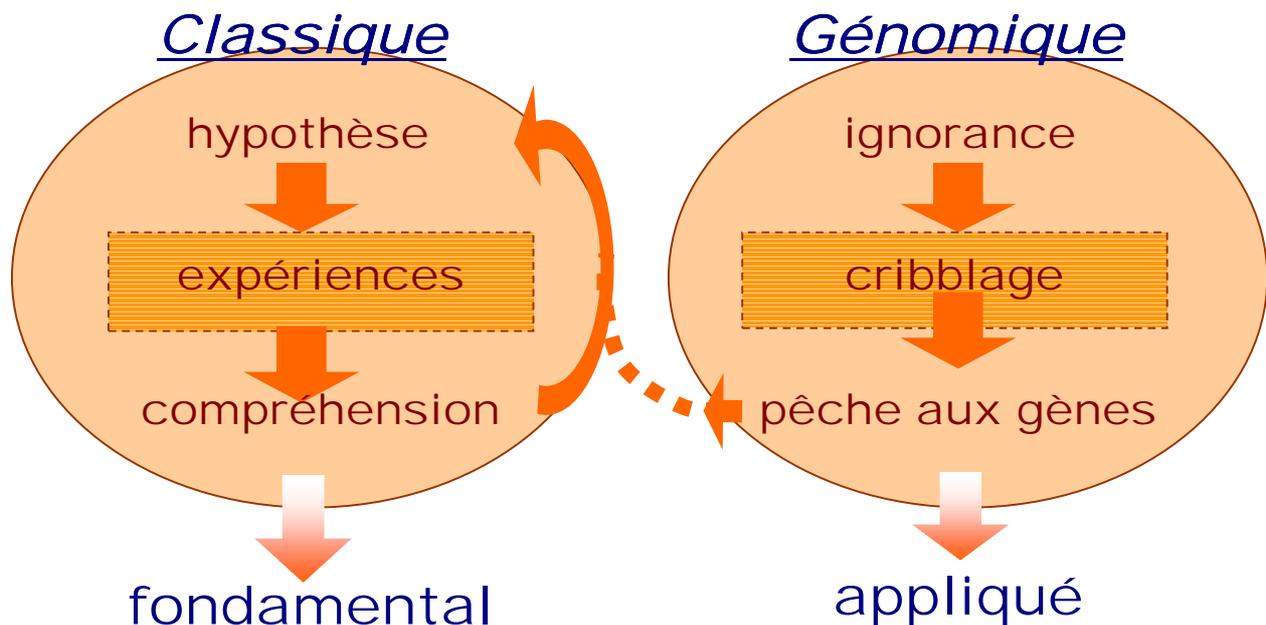 Classique
hypothèse
expériences
compréhension
fondamental
Génomique
ignorance
cribblage
pêche aux gènes
appliqué